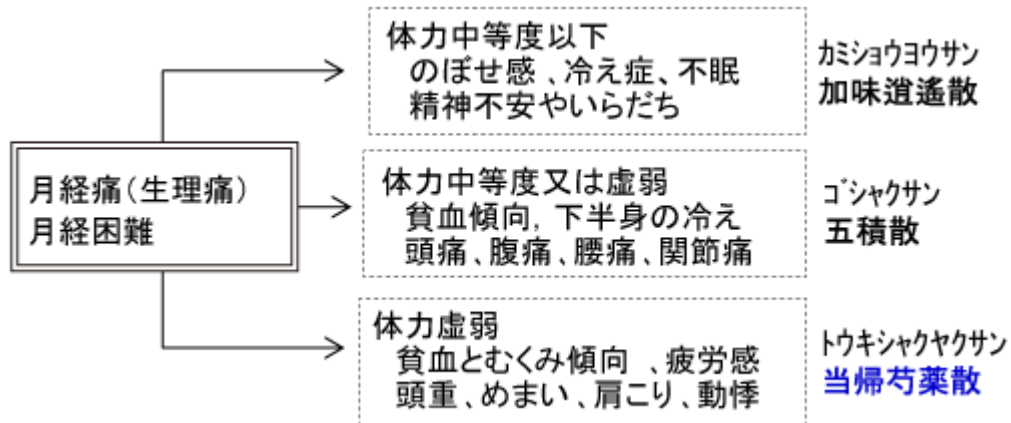 月経痛(生理痛)
月経困難
体力中等度以下
のぼせ感、冷え症、不眠
精神不安やいらだち
カミショウヨウサン
加味逍遙散
体力中等度又は虚弱
貧血傾向,下半身の冷え
頭痛、腹痛、腰痛、関節痛
ゴシャクサン
五積散
体力虚弱
貧血とむくみ傾向、疲労感
頭重、めまい、肩こり、動悸
トウキシャクヤクサン
当帰芍薬散